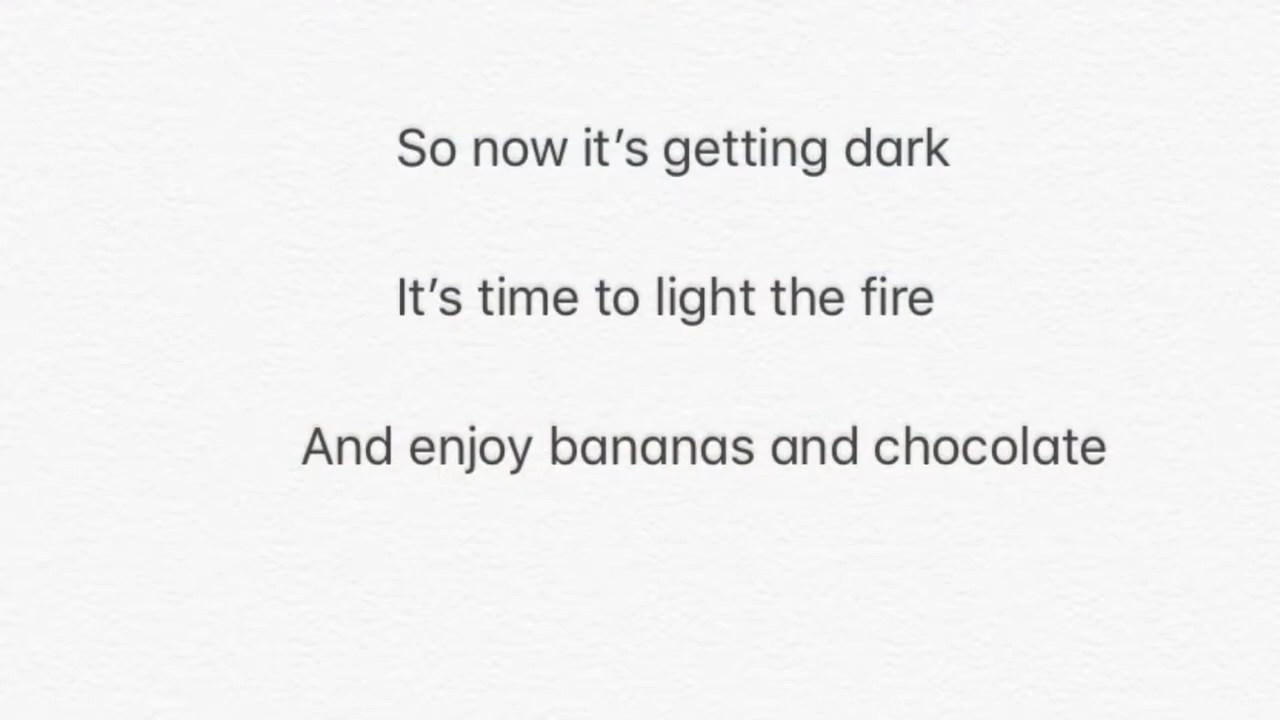 So now it’s getting dark
It’s time to light the fire
And enjoy bananas and chocolate